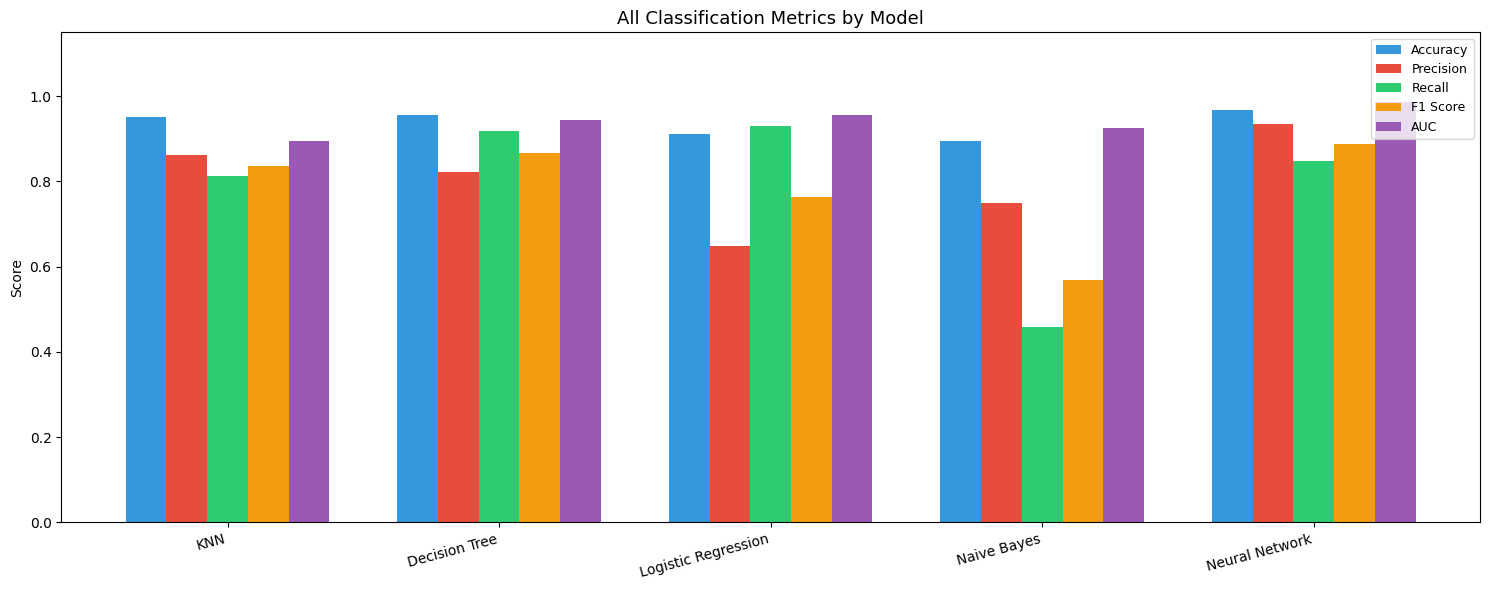 All Classification Metrics by Model
Accuracy
Precision
Recall
F1 Score
AUC
Score
1.0
0.8
0.6
0.4
0.2
0.0
KNN
Decision Tree
Logistic Regression
Naive Bayes
Neural Network